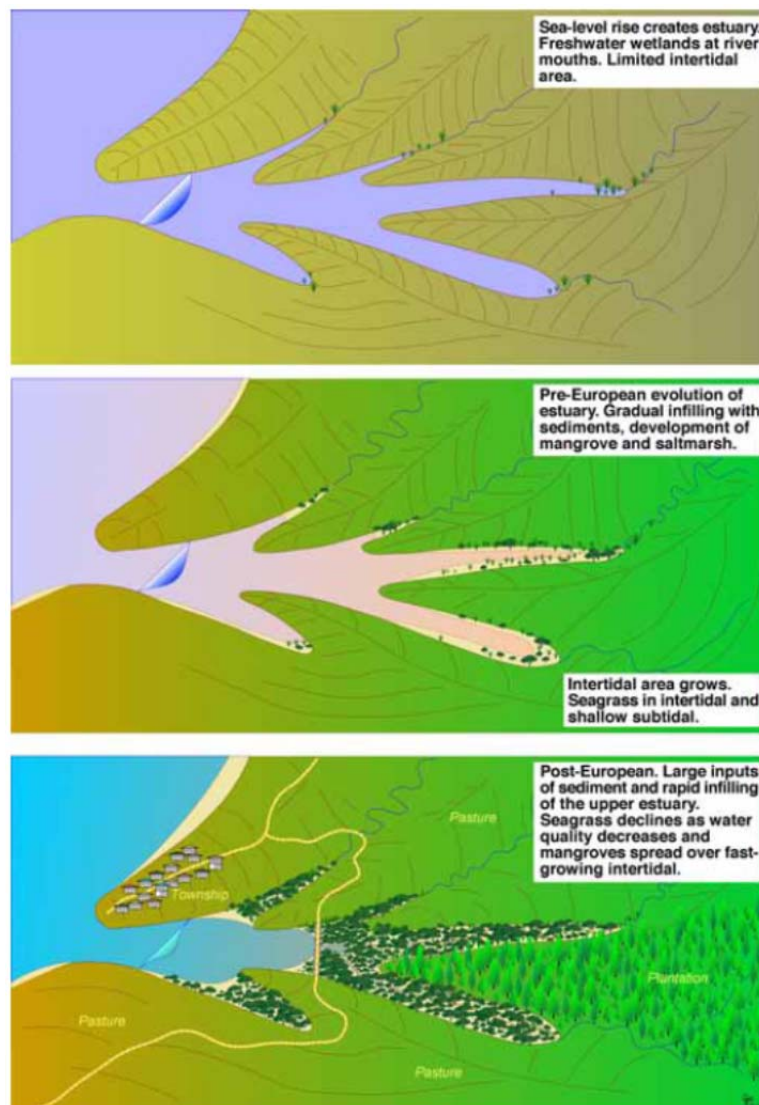 Sea-level rise creates estuary.
Freshwater wetlands at river
mouths. Limited intertidal
area.
Pre-European evolution of
estuary. Gradual infilling with
sediments, development of
mangrove and saltmarsh.
Intertidal area grows.
Seagrass in intertidal and
shallow subtidal.
Post-European. Large inputs
of sediment and rapid infilling
of the upper estuary.
Seagrass declines as water
quality decreases and
mangroves spread over fast-
growing intertidal.
Pasture
Township
Plantation
Pasture
Pasture